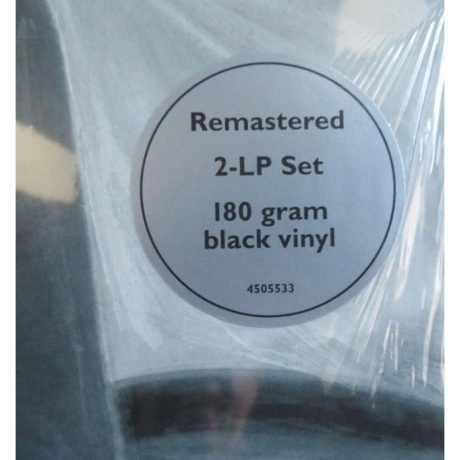 Remastered
2-LP Set
180 gram
black vinyl
4505533